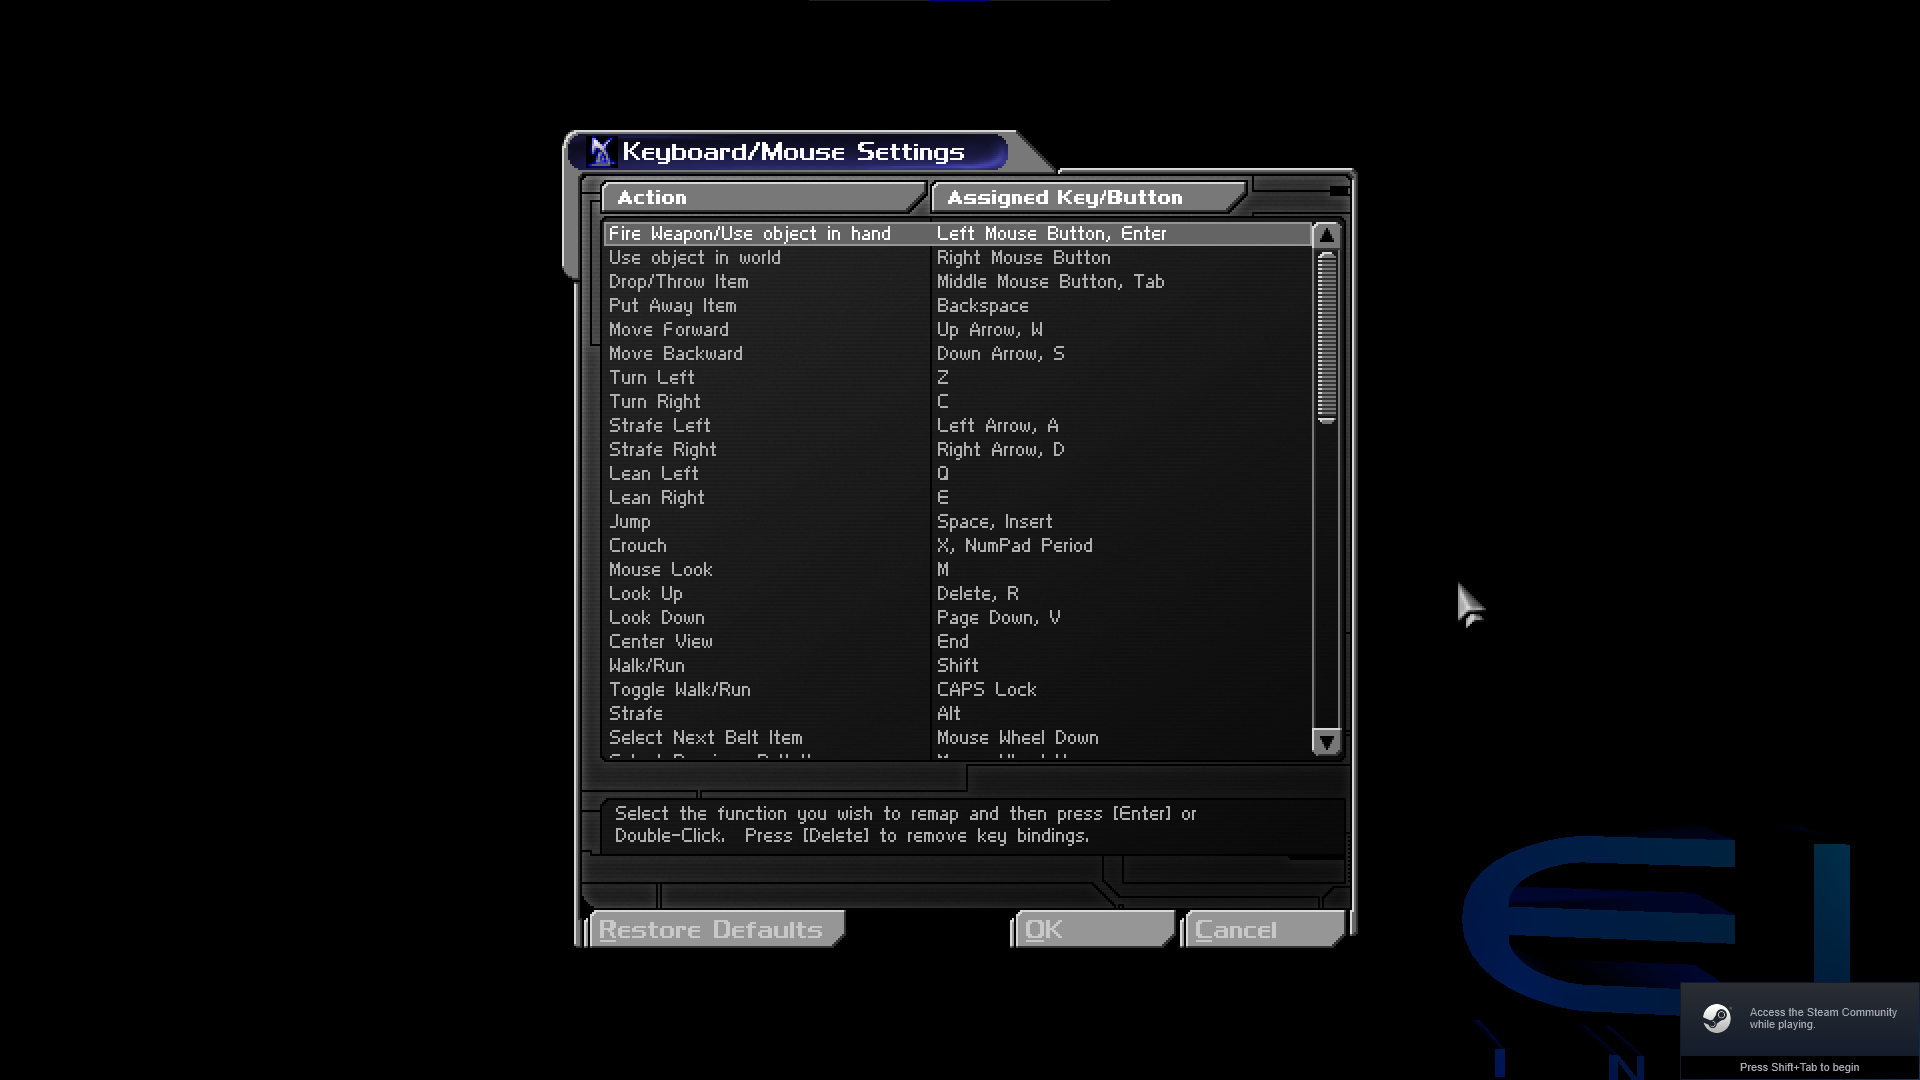 Keyboard/Mouse Settings
Action Assigned Key/Button
Fire Weapon/Use object in hand Left Mouse Button, Enter
Use object in world Right Mouse Button
Drop/Throw Item Middle Mouse Button, Tab
Put Away Item Backspace
Move Forward Up Arrow, W
Move Backward Down Arrow, S
Turn Left Z
Turn Right C
Strafe Left Left Arrow, A
Strafe Right Right Arrow, D
Lean Left Q
Lean Right E
Jump Space, Insert
Crouch X, NumPad Period
Mouse Look M
Look Up Delete, R
Look Down Page Down, V
Center View End
Walk/Run Shift
Toggle Walk/Run CAPS Lock
Strafe Alt
Select Next Belt Item Mouse Wheel Down
Select the function you wish to remap and then press [Enter] or
Double-Click. Press [Delete] to remove key bindings.
Restore Defaults OK Cancel
Access the Steam Community
while playing.
Press Shift+Tab to begin